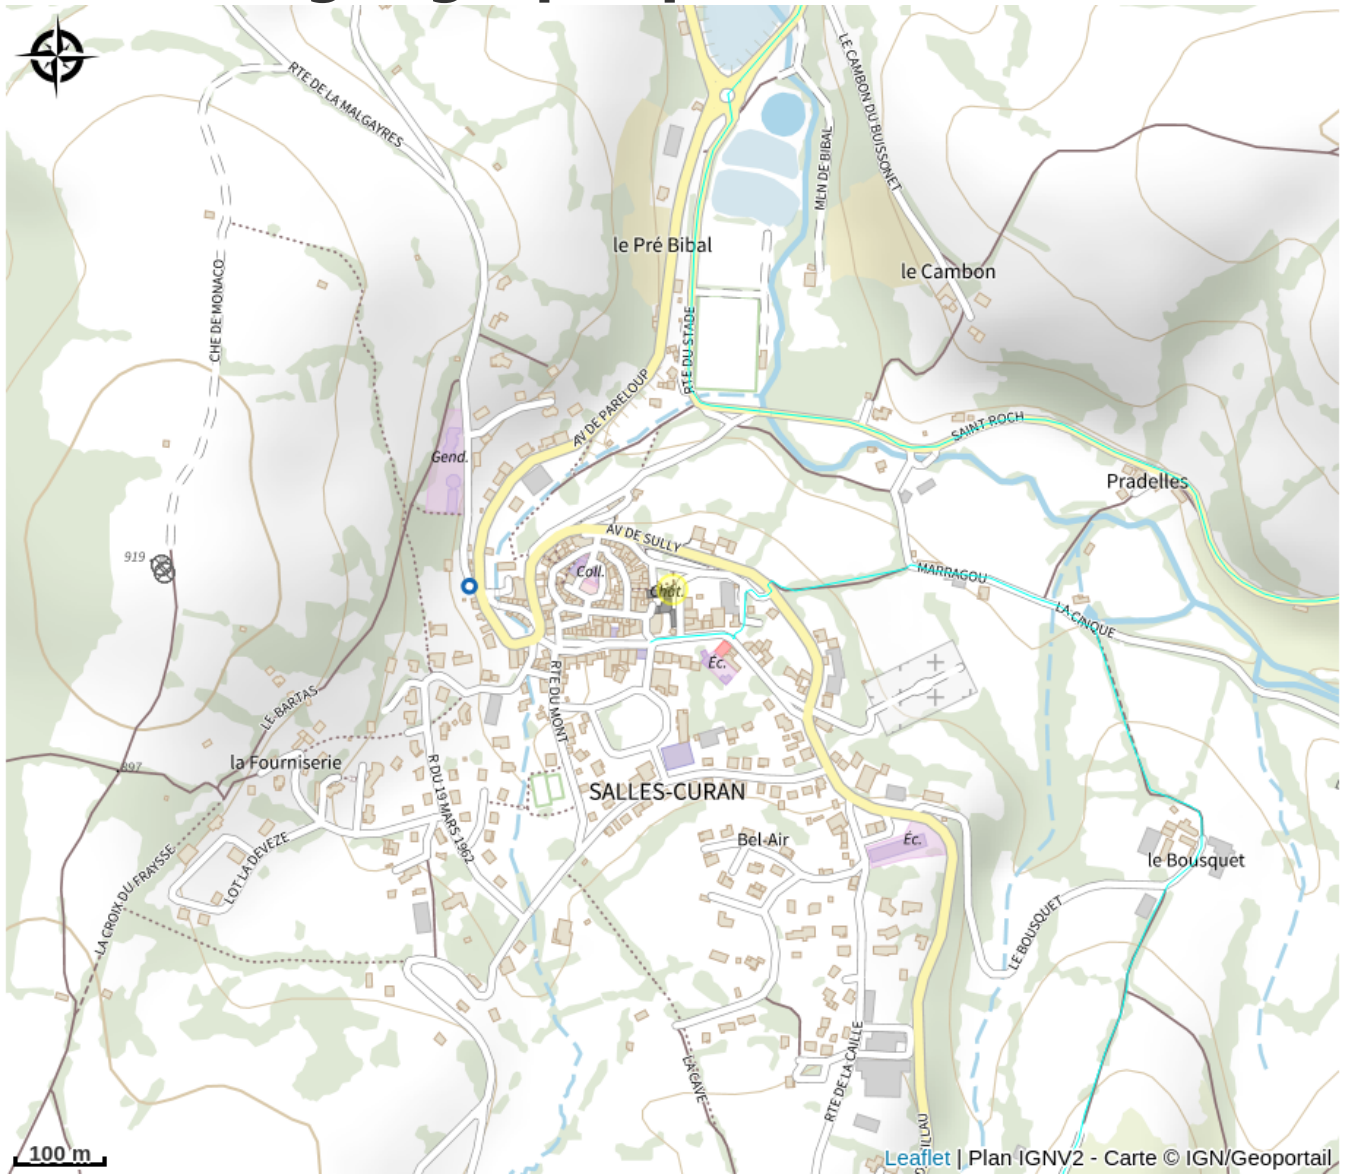 RTE DE LA MALGAYRES
LE CAMBON DU BUISSONET
MLN DE BIBAL
le Pré Bibal
le Cambon
CHE DE MONACO
RTE DU STADE
AV DE PARELOUP
SAINT ROCH
Gend.
Pradelles
AV DE SULLY
919
Coll.
Chât.
MARRAGOU
LA CINQUE
Éc.
RTE DU MONT
LE BARTAS
la Fourniserie
897
R DU 19 MARS 1962
SALLES-CURAN
Bel-Air
Éc.
le Bousquet
LOT LA DEVEZE
LA CROIX DU FRAYSSE
LE BOUSQUET
LA CAVE
RTE DE LA CAILLE
100 m
Leaflet | Plan IGNV2 - Carte © IGN/Geoportail